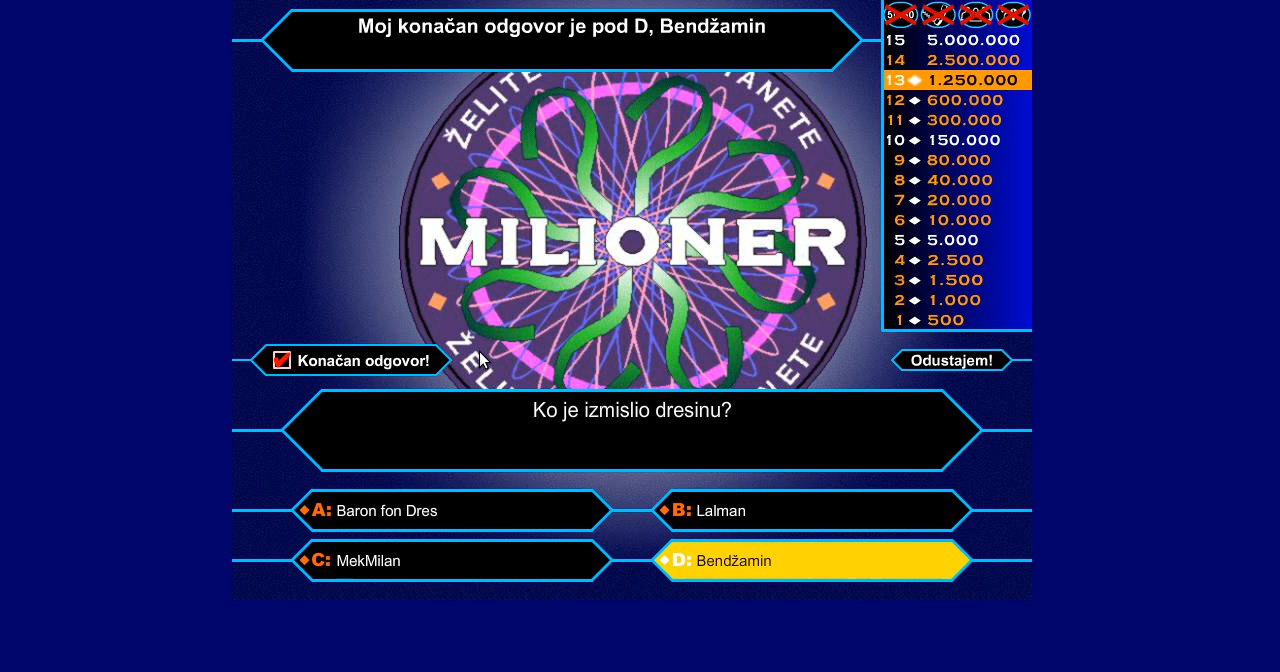 Moj konačan odgovor je pod D, Bendžamin
15 5.000.000
14 2.500.000
13 1.250.000
12 600.000
11 300.000
10 150.000
9 80.000
8 40.000
7 20.000
6 10.000
5 5.000
4 2.500
3 1.500
2 1.000
1 500
ŽELITE
TANETE
MILIONER
ŽELI
ANETE
Konačan odgovor!
Odustajem!
Ko je izmislio dresinu?
A: Baron fon Dres
B: Lalman
C: MekMilan
D: Bendžamin